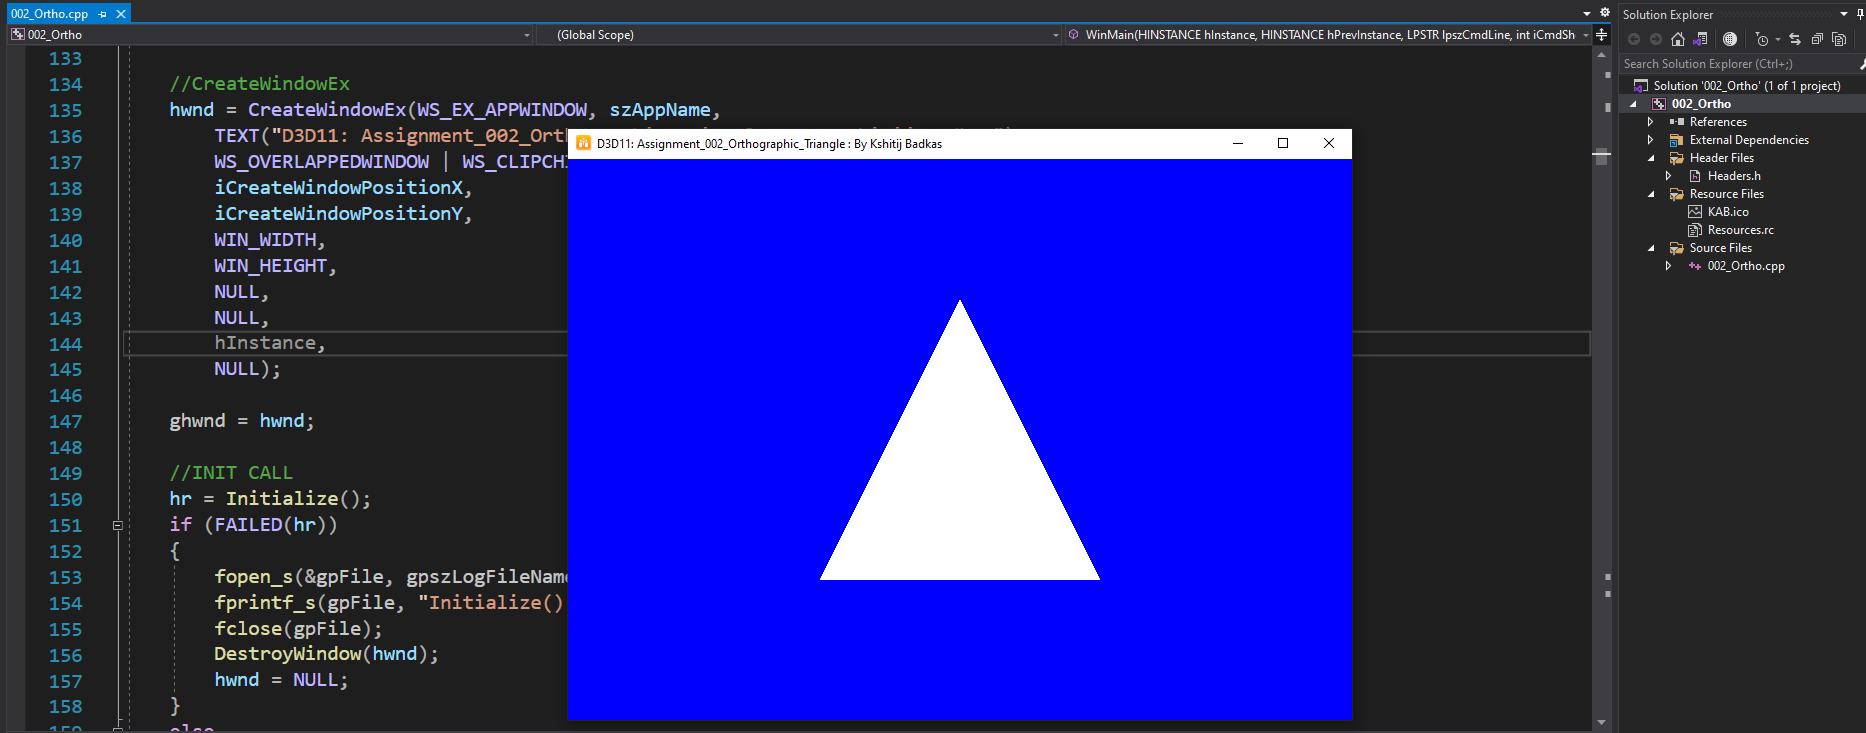 002_Ortho.cpp
002_Ortho
(Global Scope)
WinMain(HINSTANCE hInstance, HINSTANCE hPrevInstance, LPSTR lpszCmdLine, int iCmdSh
133
134 //CreateWindowEx
135 hwnd = CreateWindowEx(WS_EX_APPWINDOW, szAppName,
136 TEXT("D3D11: Assignment_002_Ort
137 WS_OVERLAPPEDWINDOW | WS_CLIPCH
138 iCreateWindowPositionX,
139 iCreateWindowPositionY,
140 WIN_WIDTH,
141 WIN_HEIGHT,
142 NULL,
143 NULL,
144 hInstance,
145 NULL);
146
147 ghwnd = hwnd;
148
149 //INIT CALL
150 hr = Initialize();
151 if (FAILED(hr))
152 {
153 fopen_s(&gpFile, gpszLogFileName
154 fprintf_s(gpFile, "Initialize()
155 fclose(gpFile);
156 DestroyWindow(hwnd);
157 hwnd = NULL;
158 }
159 else
D3D11: Assignment_002_Orthographic_Triangle : By Kshitij Badkas
Solution Explorer
Search Solution Explorer (Ctrl+;)
Solution '002_Ortho' (1 of 1 project)
002_Ortho
References
External Dependencies
Header Files
Headers.h
Resource Files
KAB.ico
Resources.rc
Source Files
002_Ortho.cpp